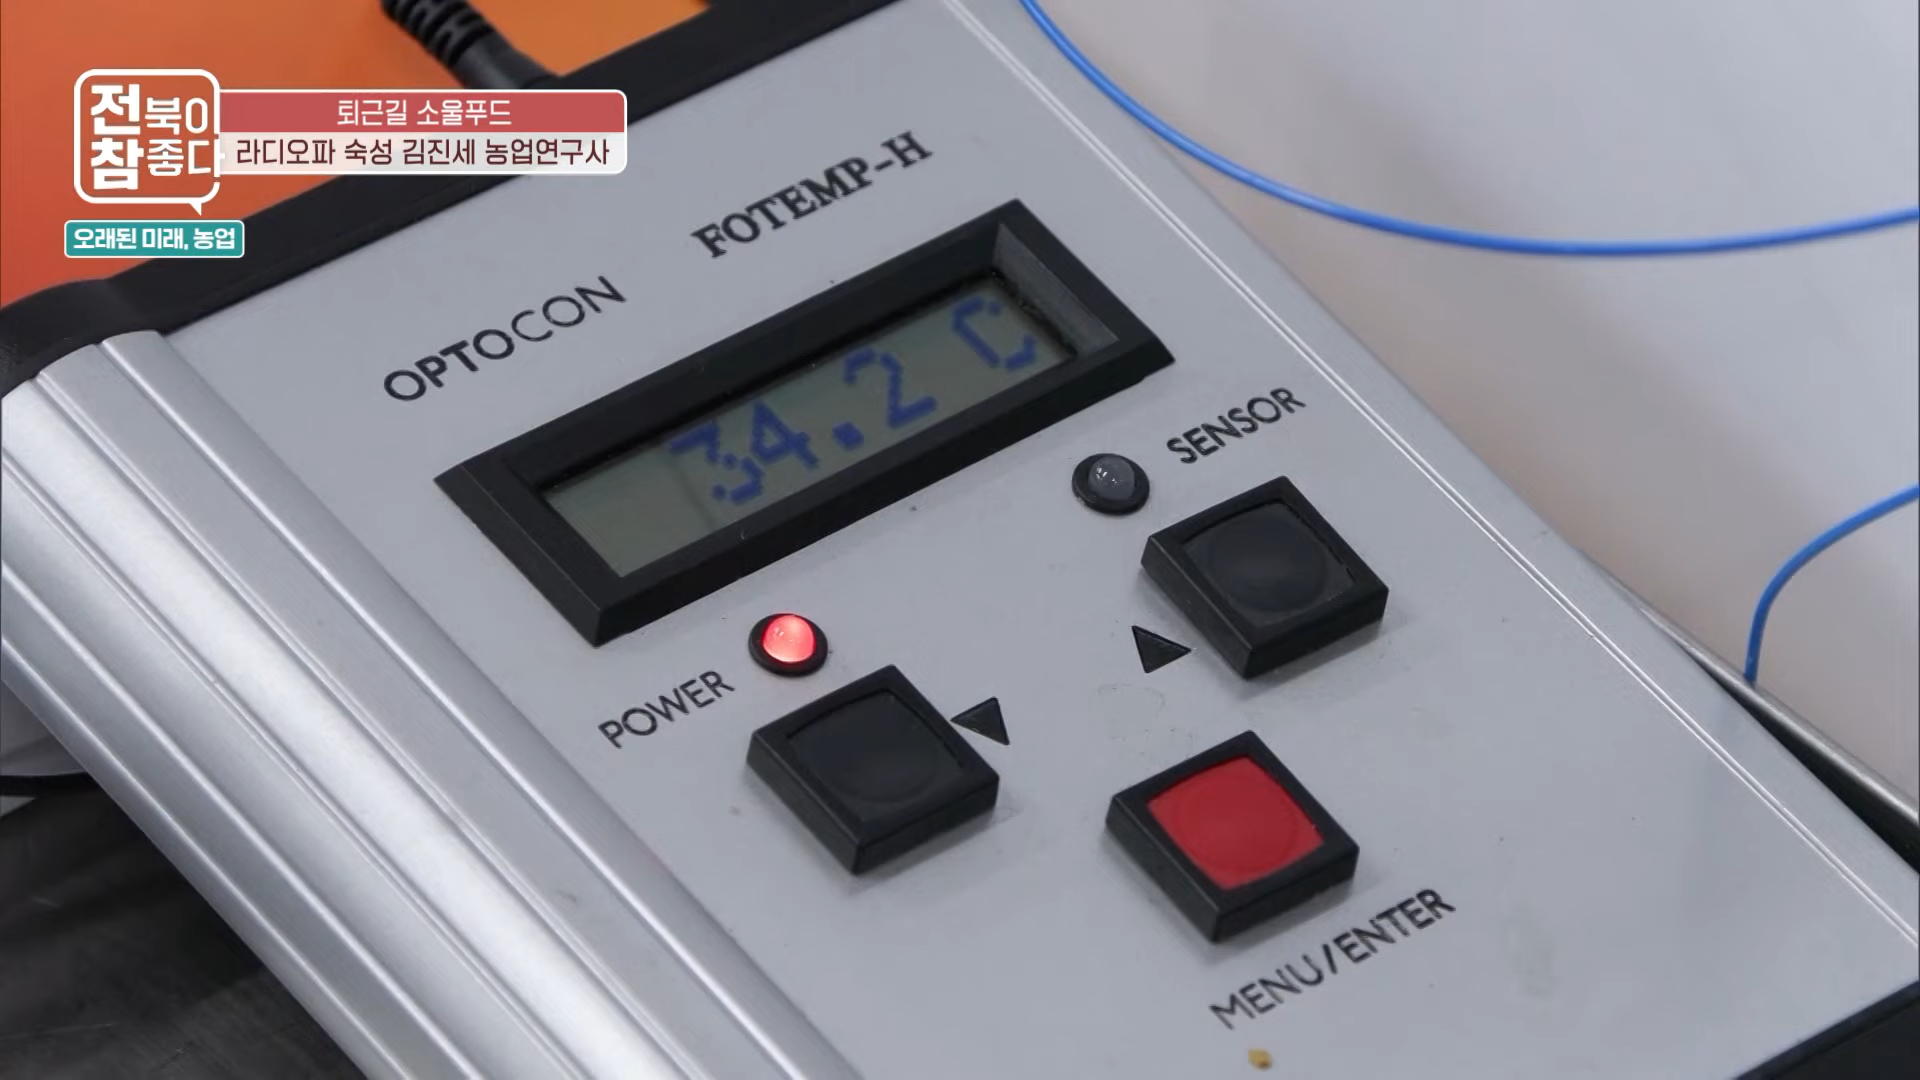 전북이
참좋다
퇴근길 소울푸드
라디오파 숙성 김진세 농업연구사
오래된 미래, 농업
OPTOCON
FOTEMP-H
34.2 C
SENSOR
POWER
MENU/ENTER